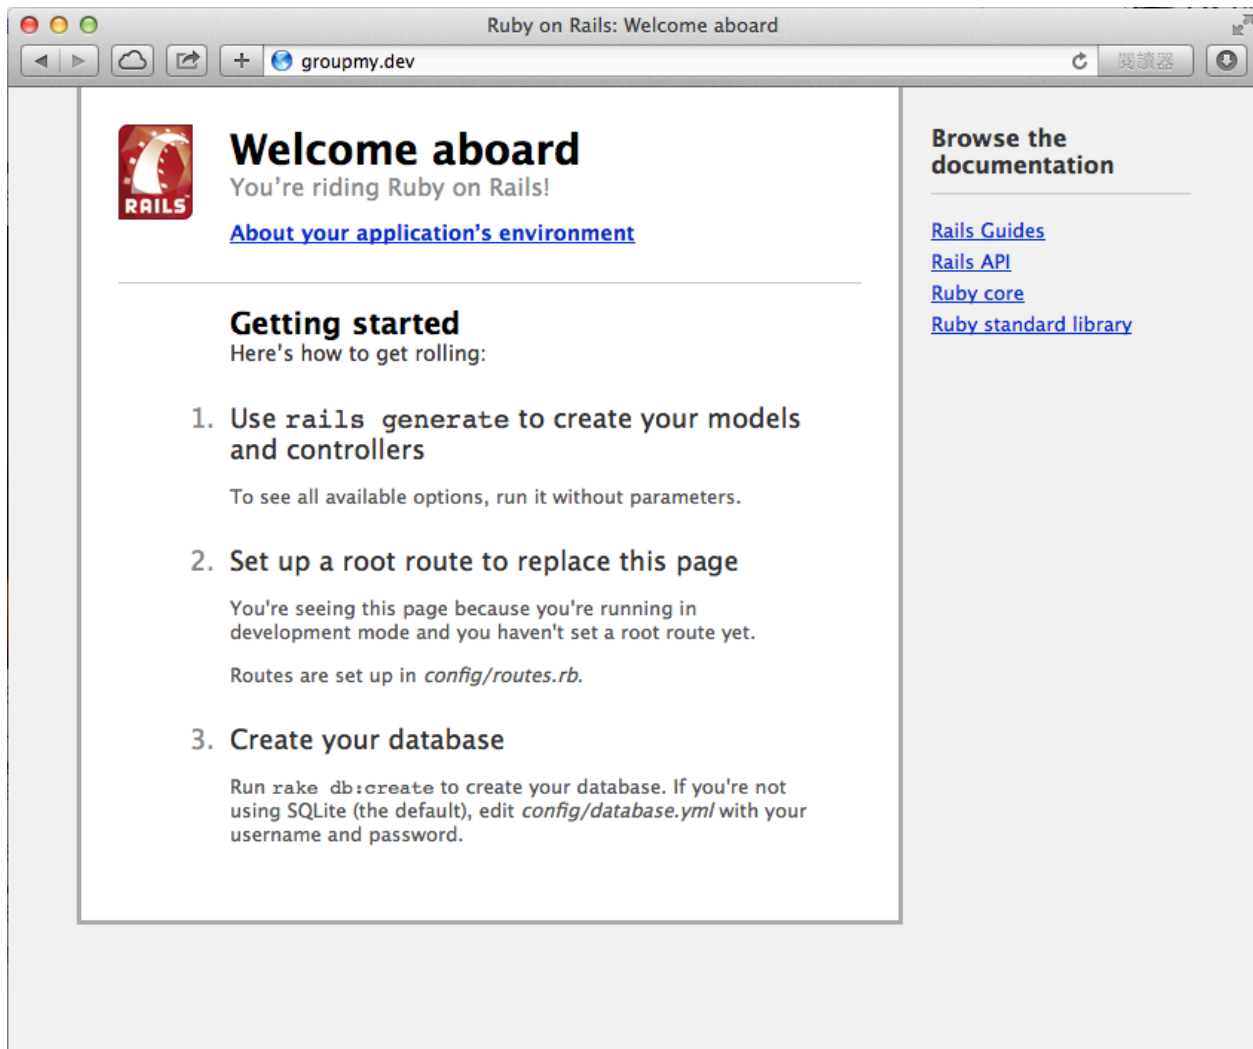 Ruby on Rails: Welcome aboard
groupmy.dev
閱讀器
RAILS
Welcome aboard
You're riding Ruby on Rails!
About your application's environment
Getting started
Here's how to get rolling:
1. Use rails generate to create your models
and controllers
To see all available options, run it without parameters.
2. Set up a root route to replace this page
You're seeing this page because you're running in
development mode and you haven't set a root route yet.
Routes are set up in config/routes.rb.
3. Create your database
Run rake db:create to create your database. If you're not
using SQLite (the default), edit config/database.yml with your
username and password.
Browse the
documentation
Rails Guides
Rails API
Ruby core
Ruby standard library